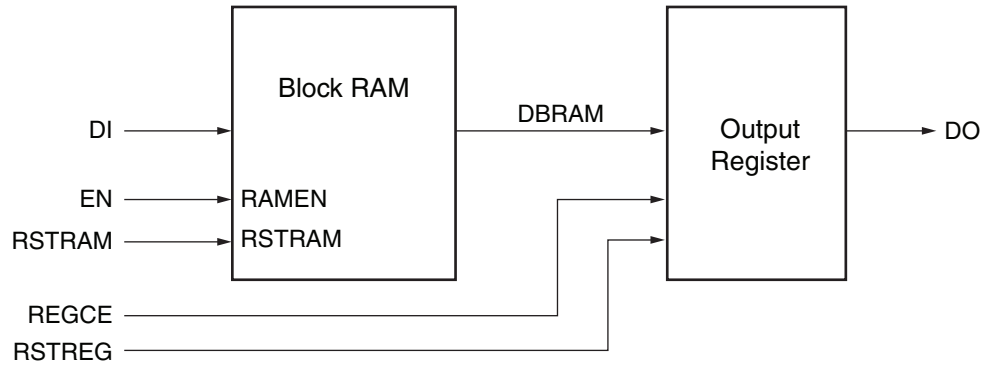 Block RAM
DI
DBRAM
Output
Register
DO
EN
RAMEN
RSTRAM
RSTRAM
REGCE
RSTREG